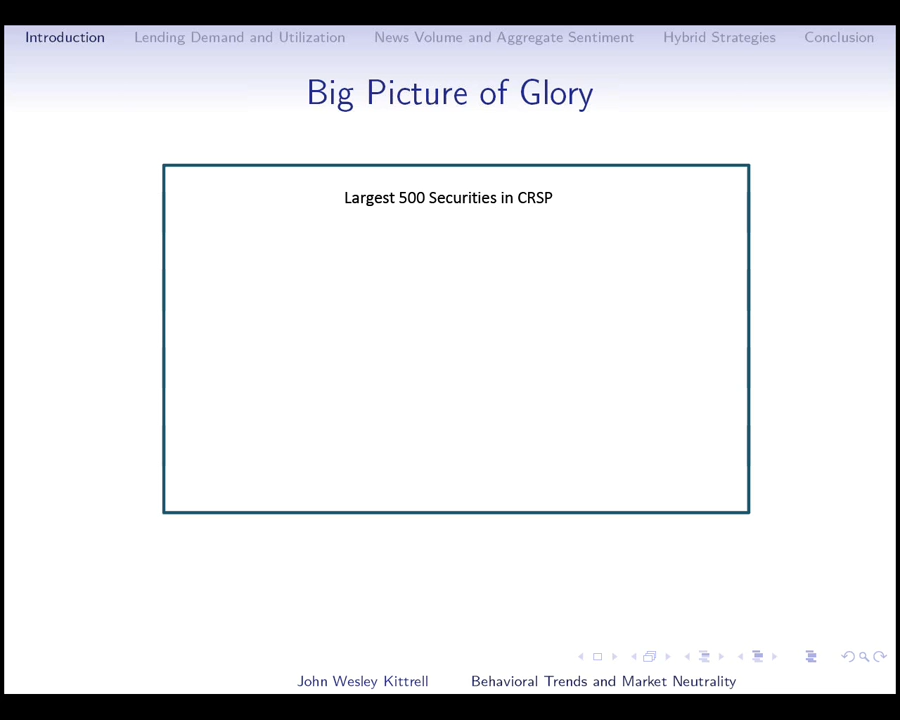 Introduction Lending Demand and Utilization News Volume and Aggregate Sentiment Hybrid Strategies Conclusion
Big Picture of Glory
Largest 500 Securities in CRSP
John Wesley Kittrell Behavioral Trends and Market Neutrality